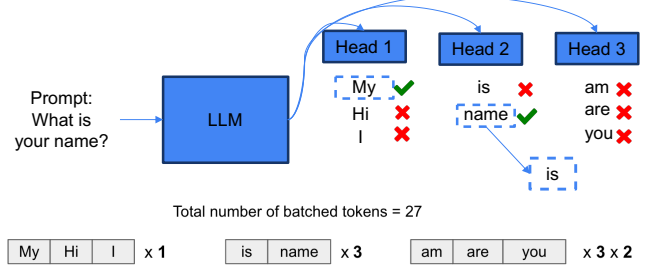 Head 1
Head 2
Head 3
Prompt:
What is
your name?
LLM
My
Hi
I
is
name
am
are
you
is
Total number of batched tokens = 27
My Hi I x 1
is name x 3
am are you x 3 x 2